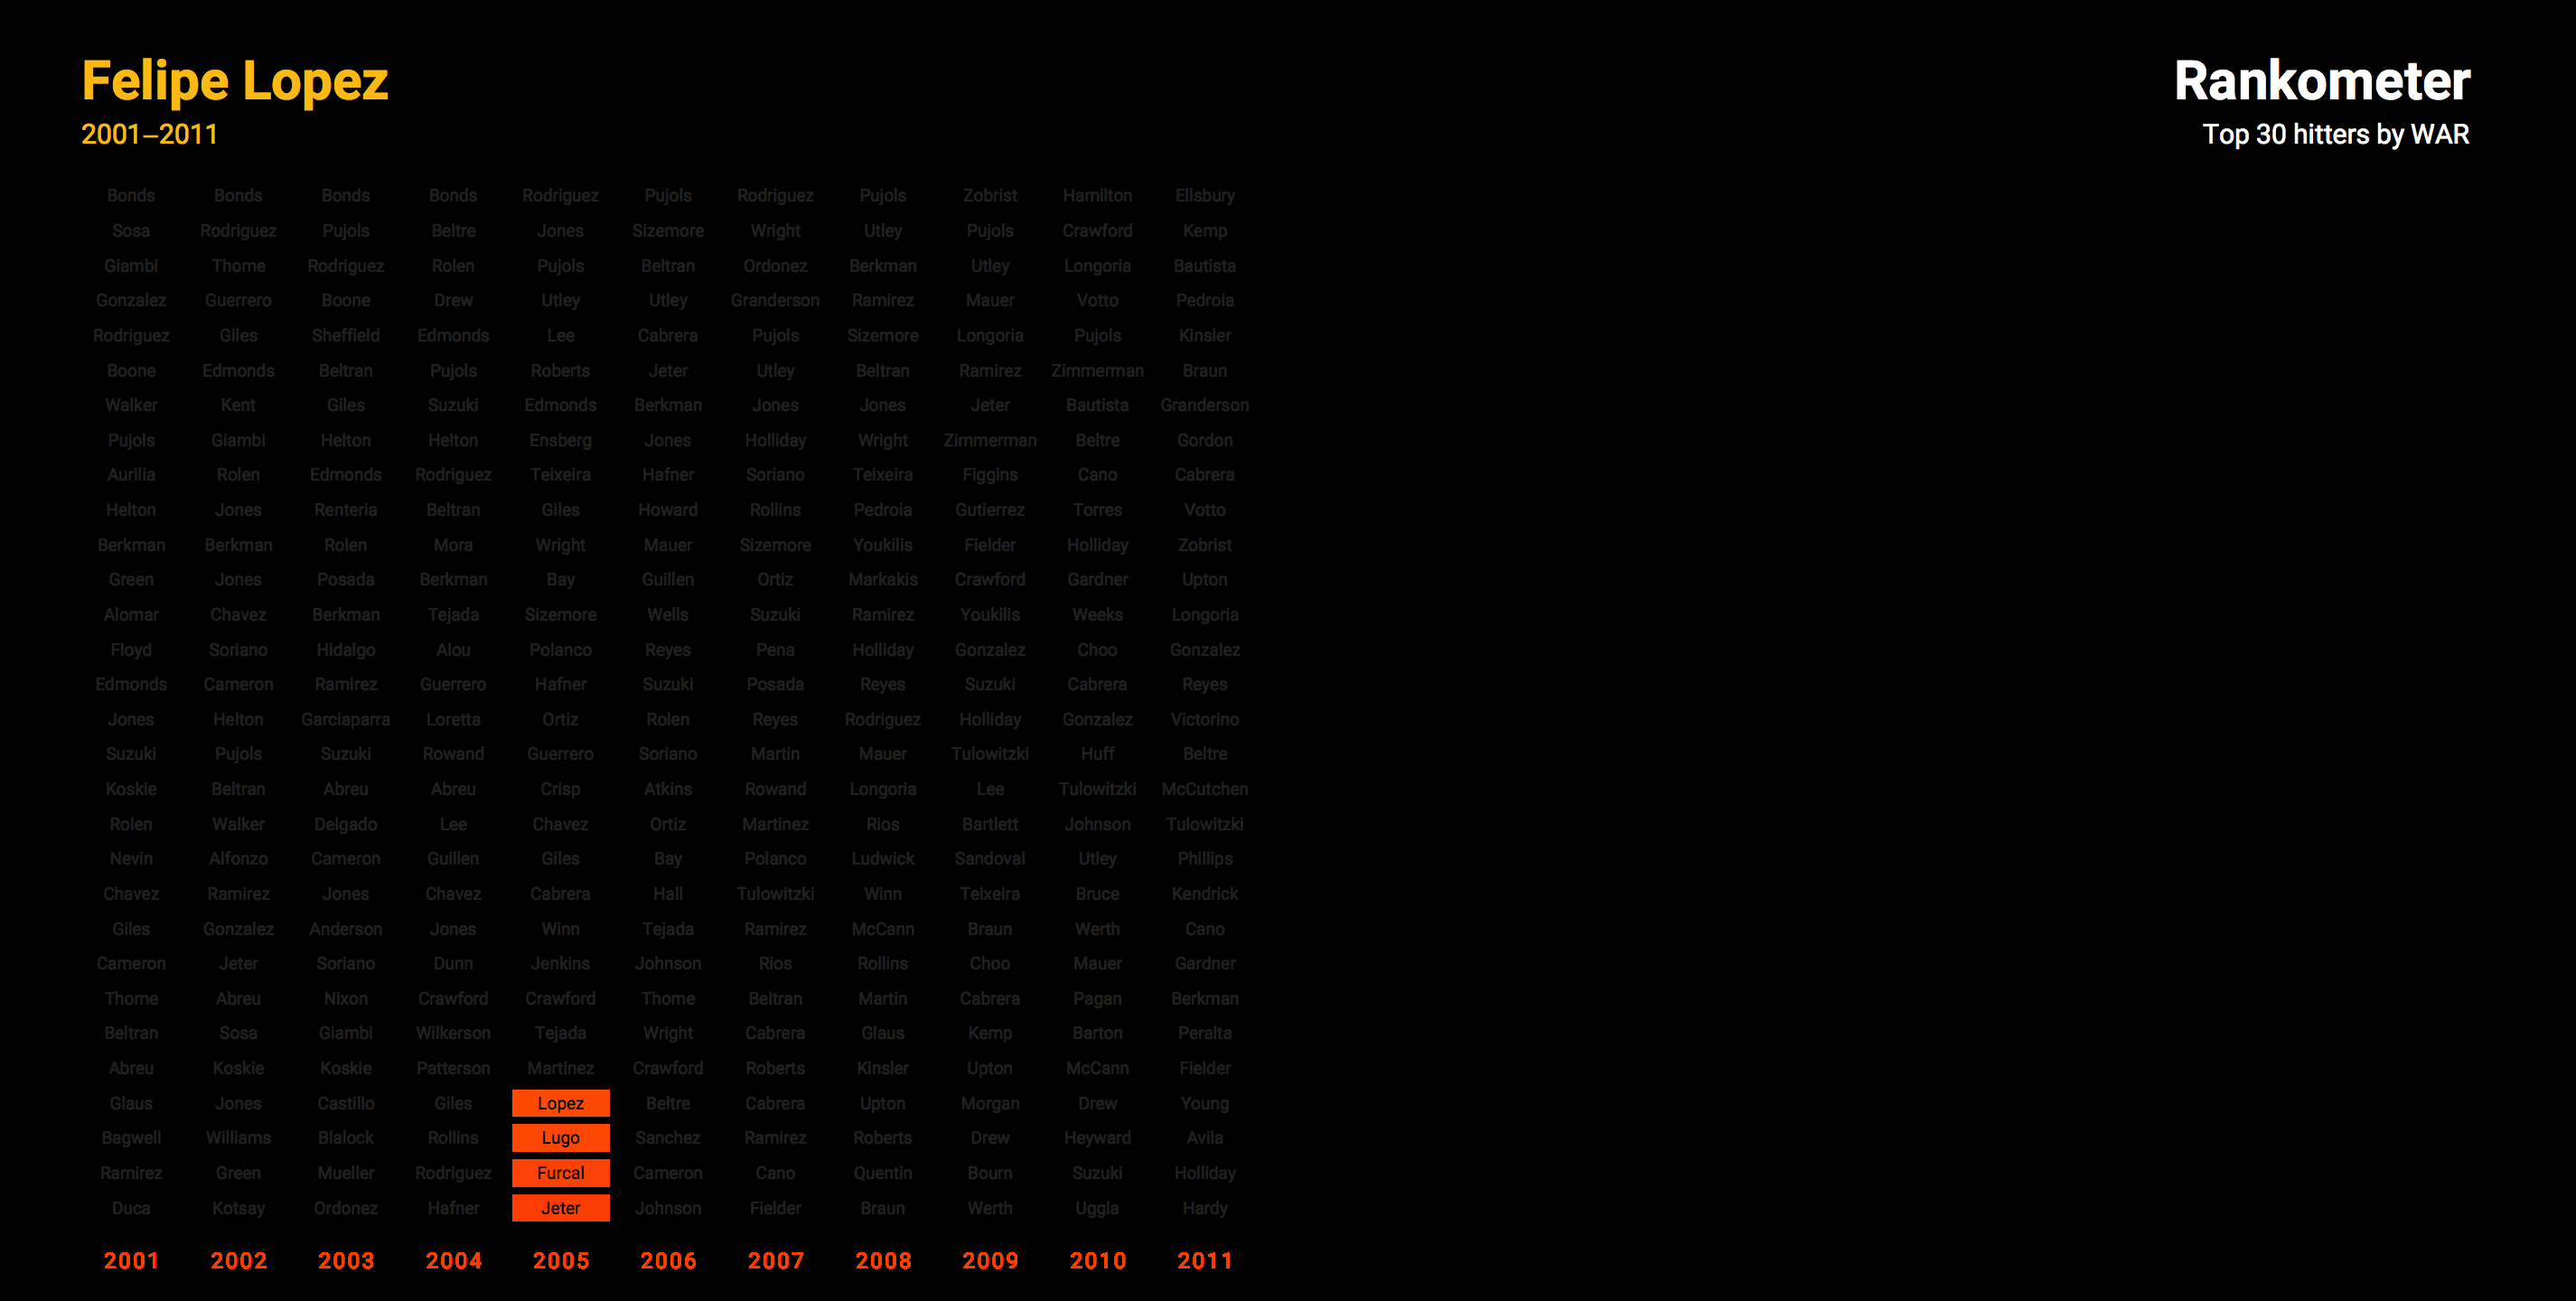 Felipe Lopez
2001–2011
Rankometer
Top 30 hitters by WAR
Bonds Bonds Bonds Bonds Rodriguez Pujols Rodriguez Pujols Zobrist Hamilton Ellsbury
Sosa Rodriguez Pujols Beltre Jones Sizemore Wright Utley Pujols Crawford Kemp
Giambi Thome Rodriguez Rolen Pujols Beltran Ordonez Berkman Utley Longoria Bautista
Gonzalez Guerrero Boone Drew Utley Utley Granderson Ramirez Mauer Votto Pedroia
Rodriguez Giles Sheffield Edmonds Lee Cabrera Pujols Sizemore Longoria Pujols Kinsler
Boone Edmonds Beltran Pujols Roberts Jeter Utley Beltran Ramirez Zimmerman Braun
Walker Kent Giles Suzuki Edmonds Berkman Jones Jones Jeter Bautista Granderson
Pujols Giambi Helton Helton Ensberg Jones Holliday Wright Zimmerman Beltre Gordon
Aurilia Rolen Edmonds Rodriguez Teixeira Hafner Soriano Teixeira Figgins Cano Cabrera
Helton Jones Renteria Beltran Giles Howard Rollins Pedroia Gutierrez Torres Votto
Berkman Berkman Rolen Mora Wright Mauer Sizemore Youkilis Fielder Holliday Zobrist
Green Jones Posada Berkman Bay Guillen Ortiz Markakis Crawford Gardner Upton
Alomar Chavez Berkman Tejada Sizemore Wells Suzuki Ramirez Youkilis Weeks Longoria
Floyd Soriano Hidalgo Alou Polanco Reyes Pena Holliday Gonzalez Choo Gonzalez
Edmonds Cameron Ramirez Guerrero Hafner Suzuki Posada Reyes Suzuki Cabrera Reyes
Jones Helton Garciaparra Loretta Ortiz Rolen Reyes Rodriguez Holliday Gonzalez Victorino
Suzuki Pujols Suzuki Rowand Guerrero Soriano Martin Mauer Tulowitzki Huff Beltre
Koskie Beltran Abreu Abreu Crisp Atkins Rowand Longoria Lee Tulowitzki McCutchen
Rolen Walker Delgado Lee Chavez Ortiz Martinez Rios Bartlett Johnson Tulowitzki
Nevin Alfonzo Cameron Guillen Giles Bay Polanco Ludwick Sandoval Utley Phillips
Chavez Ramirez Jones Chavez Cabrera Hall Tulowitzki Winn Teixeira Bruce Kendrick
Giles Gonzalez Anderson Jones Winn Tejada Ramirez McCann Braun Werth Cano
Cameron Jeter Soriano Dunn Jenkins Johnson Rios Rollins Choo Mauer Gardner
Thome Abreu Nixon Crawford Crawford Thome Beltran Martin Cabrera Pagan Berkman
Beltran Sosa Giambi Wilkerson Tejada Wright Cabrera Glaus Kemp Barton Peralta
Abreu Koskie Koskie Patterson Martinez Crawford Roberts Kinsler Upton McCann Fielder
Glaus Jones Castillo Giles Lopez Beltre Cabrera Upton Morgan Drew Young
Bagwell Williams Blalock Rollins Lugo Sanchez Ramirez Roberts Drew Heyward Avila
Ramirez Green Mueller Rodriguez Furcal Cameron Cano Quentin Bourn Suzuki Holliday
Duca Kotsay Ordonez Hafner Jeter Johnson Fielder Braun Werth Uggla Hardy
2001 2002 2003 2004 2005 2006 2007 2008 2009 2010 2011